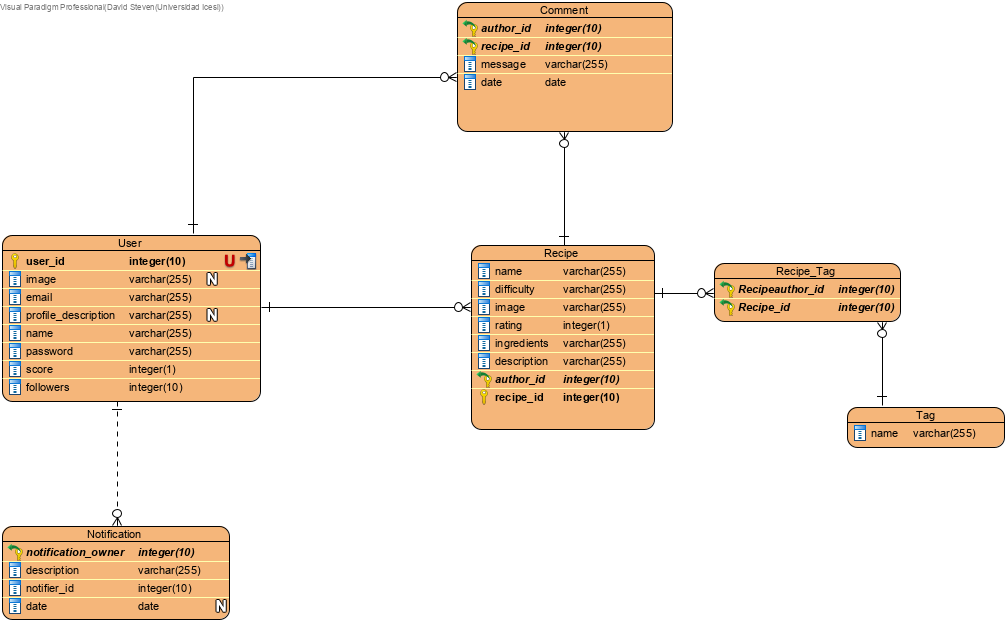 Visual Paradigm Professional(David Steven(Universidad Icesi))
Comment
author_id integer(10)
recipe_id integer(10)
message varchar(255)
date date
User
user_id integer(10) U
image varchar(255) N
email varchar(255)
profile_description varchar(255) N
name varchar(255)
password varchar(255)
score integer(1)
followers integer(10)
Recipe
name varchar(255)
difficulty varchar(255)
image varchar(255)
rating integer(1)
ingredients varchar(255)
description varchar(255)
author_id integer(10)
recipe_id integer(10)
Recipe_Tag
Recipeauthor_id integer(10)
Recipe_id integer(10)
Tag
name varchar(255)
Notification
notification_owner integer(10)
description varchar(255)
notifier_id integer(10)
date date N